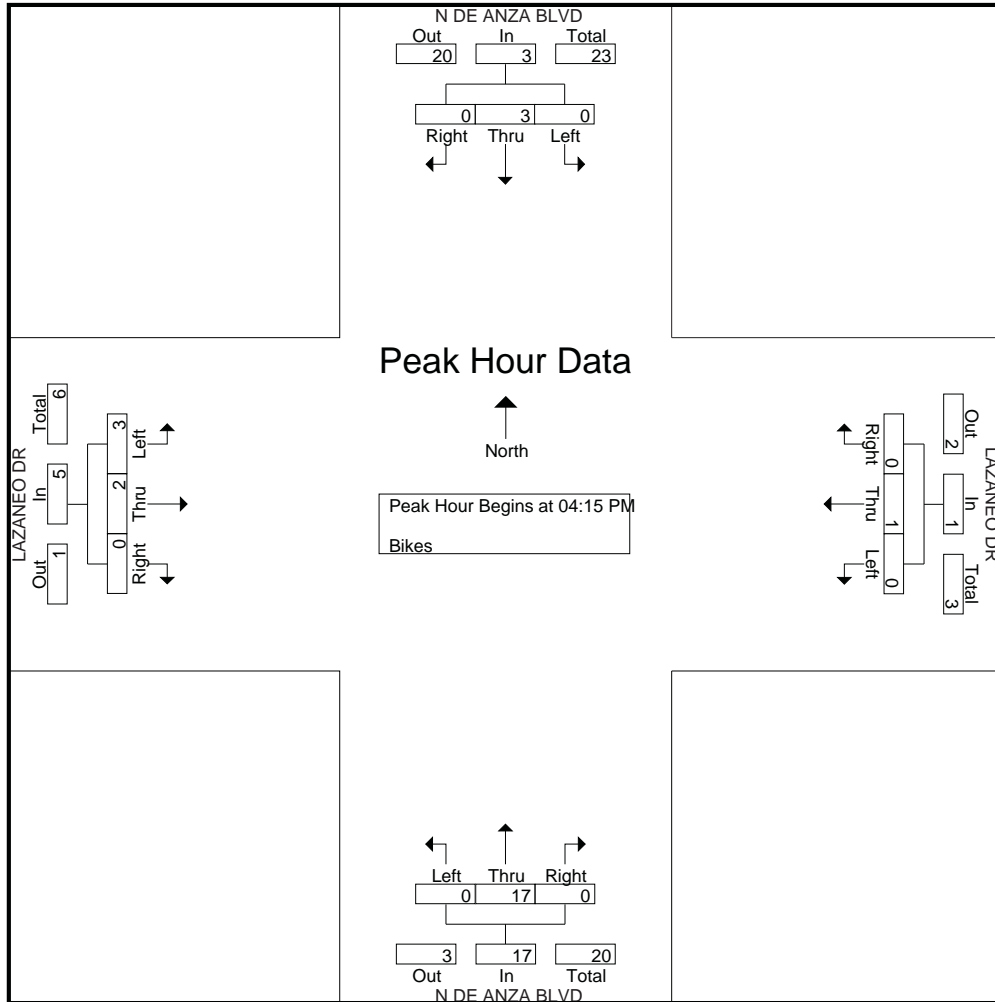 N DE ANZA BLVD
Out In Total
20 3 23
0 3 0
Right Thru Left
Peak Hour Data
North
Peak Hour Begins at 04:15 PM
Bikes
LAZANEO DR
Out In Total
1 5 6
0 2 3
Right Thru Left
LAZANEO DR
Out In Total
2 1 3
0 1 0
Right Thru Left
Left Thru Right
0 17 0
3 17 20
Out In Total
N DE ANZA BLVD